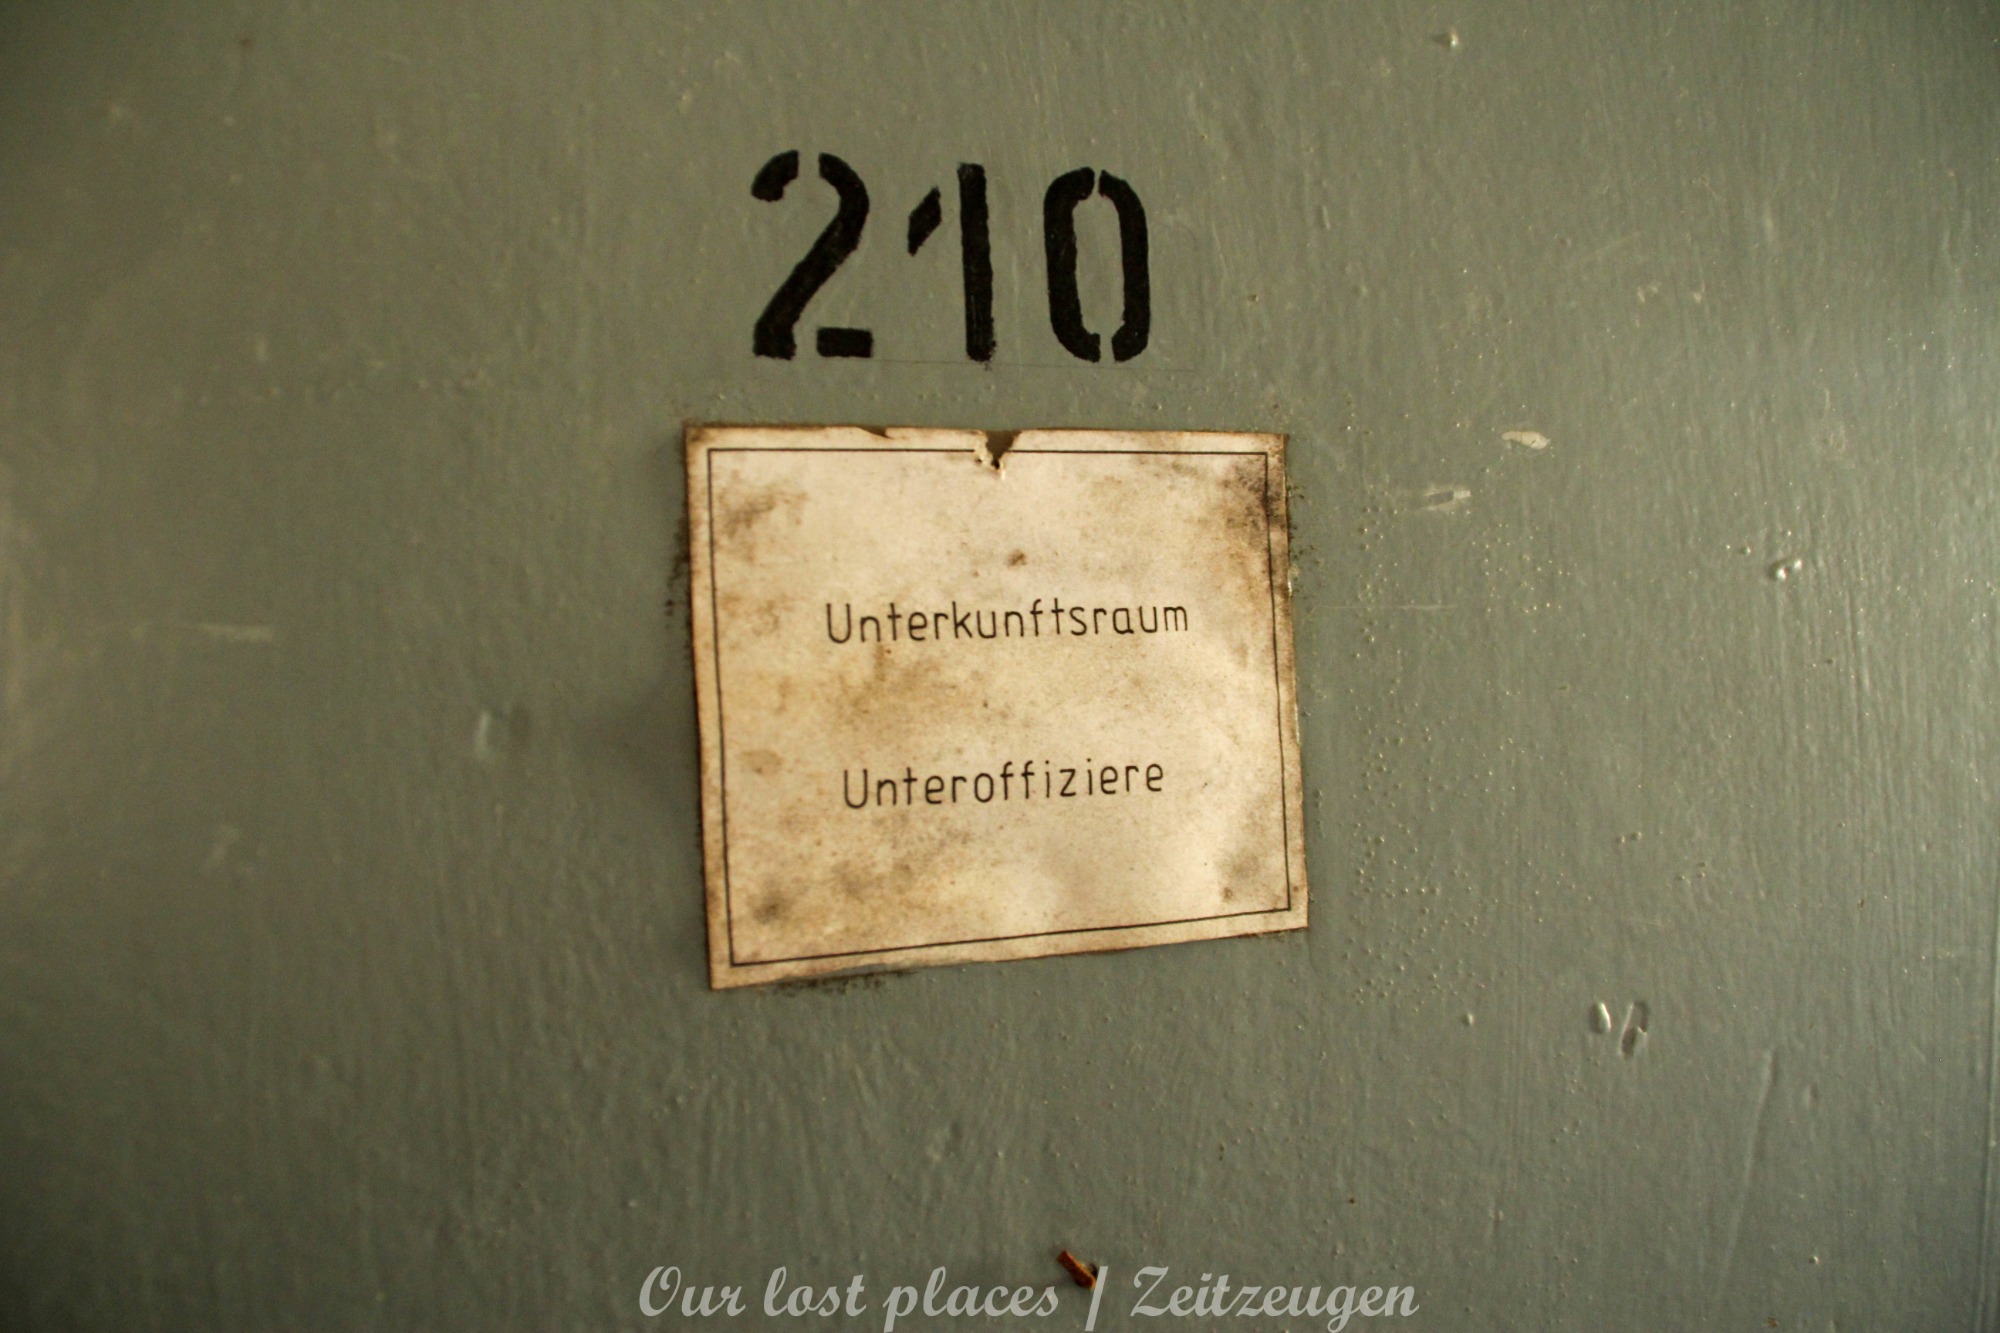 210
Unterkunftsraum
Unteroffiziere
Our lost places / Zeitzeugen